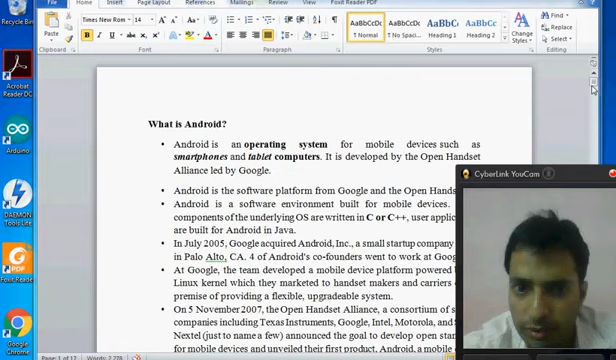 Home Insert Page Layout References Mailings Review View Foxit Reader PDF
Recycle Bin
Acrobat
Reader DC
Arduino
DAEMON
Tools Lite
Foxit Reader
Google
Chrome
Paste
Times New Rom 14
Clipboard Font Paragraph Styles Editing
AaBbCcDc AaBbCcDc AaBbC AaBbCc
¶ Normal ¶ No Spaci... Heading 1 Heading 2
Change
Styles
Find
Replace
Select
What is Android?
• Android is an operating system for mobile devices such as
smartphones and tablet computers. It is developed by the Open Handset
Alliance led by Google.
• Android is the software platform from Google and the Open Hands
• Android is a software environment built for mobile devices.
components of the underlying OS are written in C or C++, user applic
are built for Android in Java.
• In July 2005, Google acquired Android, Inc., a small startup company
in Palo Alto, CA. 4 of Android's co-founders went to work at Goog
• At Google, the team developed a mobile device platform powered b
Linux kernel which they marketed to handset makers and carriers o
premise of providing a flexible, upgradeable system.
• On 5 November 2007, the Open Handset Alliance, a consortium of s
companies including Texas Instruments, Google, Intel, Motorola, and S
Nextel (just to name a few) announced the goal to develop open stan
for mobile devices and unveiled their first product. Android, a mobile
CyberLink YouCam
Page: 1 of 12 Words: 2,278